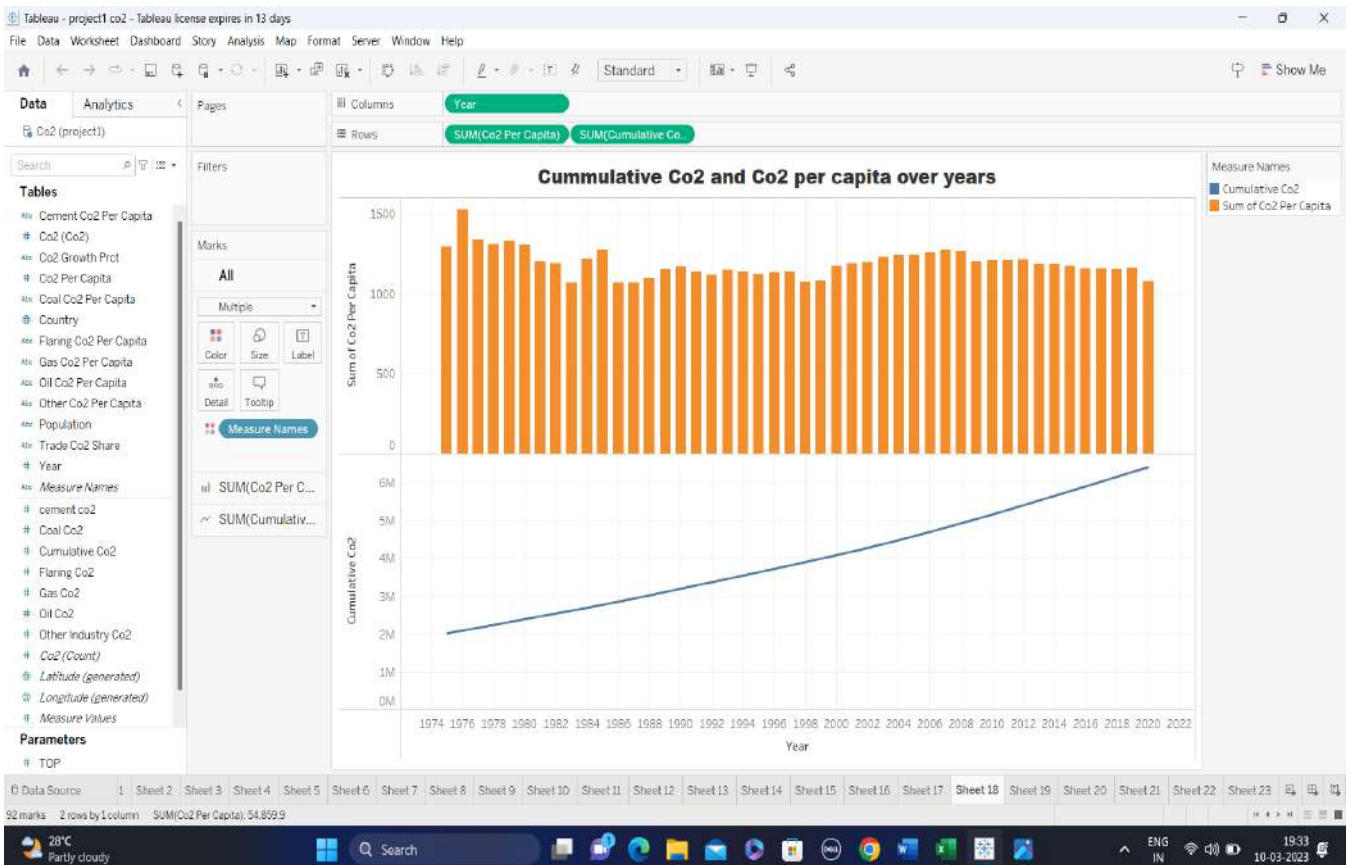 Tableau - project1 co2 - Tableau license expires in 13 days
File Data Worksheet Dashboard Story Analysis Map Format Server Window Help
Standard
Show Me
Data Analytics
Co2 (project1)
Search
Tables
Abc Cement Co2 Per Capita
# Co2 (Co2)
Abc Co2 Growth Prct
# Co2 Per Capita
Abc Coal Co2 Per Capita
Country
Abc Flaring Co2 Per Capita
Abc Gas Co2 Per Capita
Abc Oil Co2 Per Capita
Abc Other Co2 Per Capita
Abc Population
Abc Trade Co2 Share
# Year
Abc Measure Names
# cement co2
# Coal Co2
# Cumulative Co2
# Flaring Co2
# Gas Co2
# Oil Co2
# Other Industry Co2
# Co2 (Count)
Latitude (generated)
Longitude (generated)
# Measure Values
Parameters
# TOP
Pages
Filters
Marks
All
Multiple
Color Size Label
Detail Tooltip
Measure Names
SUM(Co2 Per C...
SUM(Cumulativ...
Columns
Year
Rows
SUM(Co2 Per Capita) SUM(Cumulative Co..
Cummulative Co2 and Co2 per capita over years
Sum of Co2 Per Capita
1500
1000
500
0
Cumulative Co2
6M
5M
4M
3M
2M
1M
0M
1974 1976 1978 1980 1982 1984 1986 1988 1990 1992 1994 1996 1998 2000 2002 2004 2006 2008 2010 2012 2014 2016 2018 2020 2022
Year
Measure Names
Cumulative Co2
Sum of Co2 Per Capita
Data Source 1 Sheet 2 Sheet 3 Sheet 4 Sheet 5 Sheet 6 Sheet 7 Sheet 8 Sheet 9 Sheet 10 Sheet 11 Sheet 12 Sheet 13 Sheet 14 Sheet 15 Sheet 16 Sheet 17 Sheet 18 Sheet 19 Sheet 20 Sheet 21 Sheet 22 Sheet 23
92 marks 2 rows by 1 column SUM(Co2 Per Capita): 54,859.9
28°C
Partly cloudy
Search
DELL
ENG
IN
19:33
10-03-2023